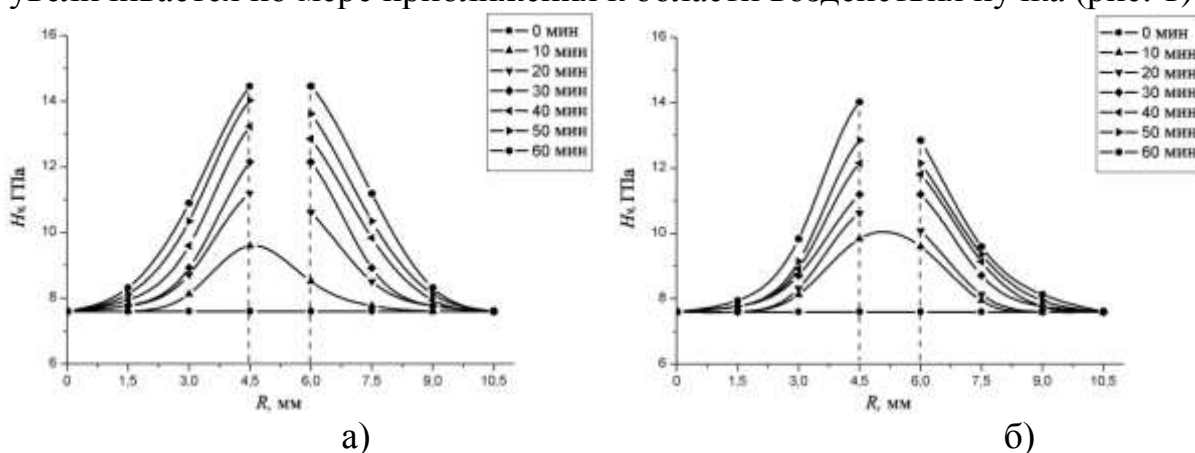 увеличивается по мере приближения к области воздействия пучка (рис. 1)
16
14
12
10
8
6
Hv, ГПа
0 1,5 3,0 4,5 6,0 7,5 9,0 10,5
R, мм
0 мин
10 мин
20 мин
30 мин
40 мин
50 мин
60 мин
а)
16
14
12
10
8
6
Hv, ГПа
0 1,5 3,0 4,5 6,0 7,5 9,0 10,5
R, мм
0 мин
10 мин
20 мин
30 мин
40 мин
50 мин
60 мин
б)